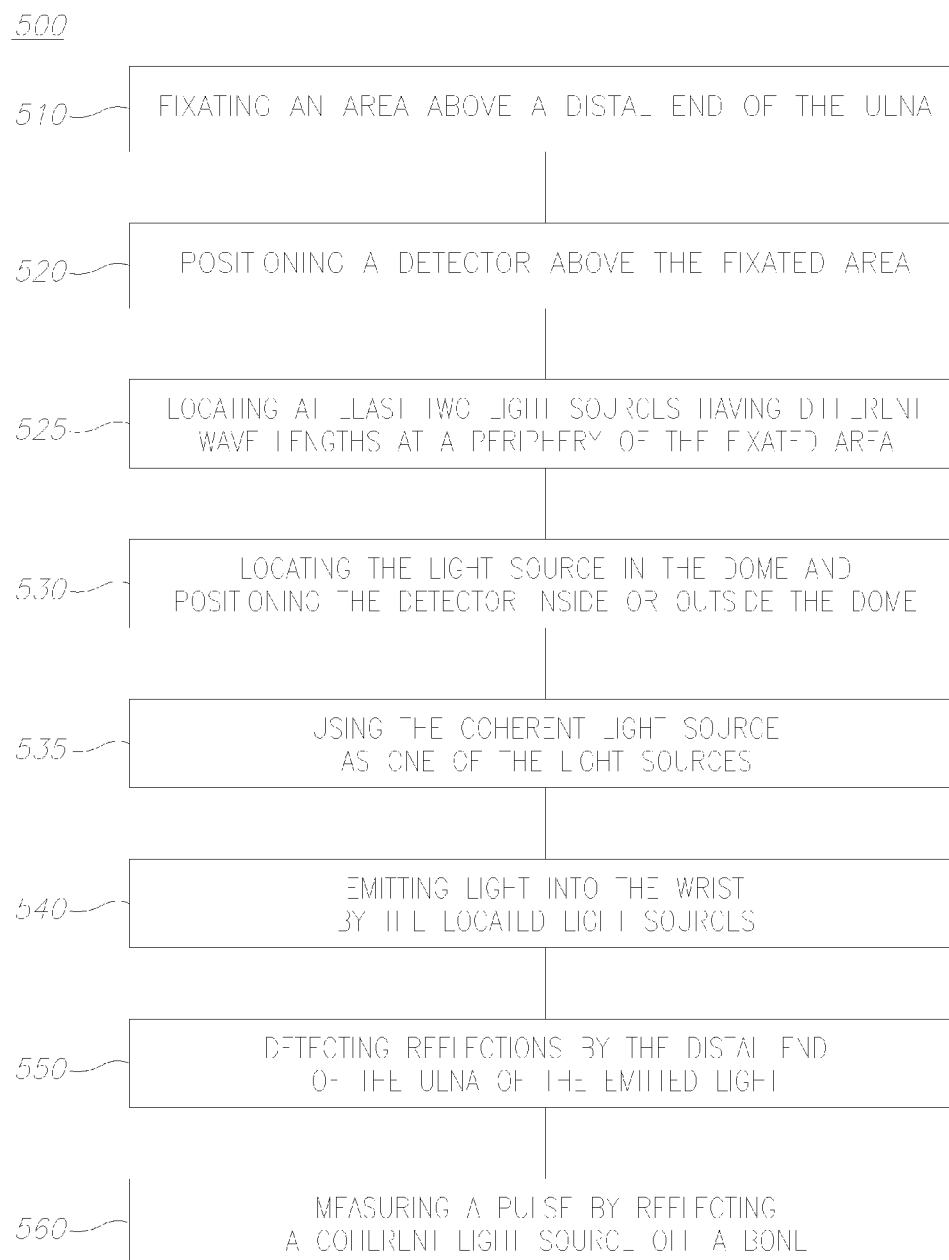 500
510
FIXATING AN AREA ABOVE A DISTAL END OF THE ULNA
520
POSITIONING A DETECTOR ABOVE THE FIXATED AREA
525
LOCATING AT LEAST TWO LIGHT SOURCES HAVING DIFFERENT
WAVE LENGTHS AT A PERIPHERY OF THE FIXATED AREA
530
LOCATING THE LIGHT SOURCE IN THE DOME AND
POSITIONING THE DETECTOR INSIDE OR OUTSIDE THE DOME
535
USING THE COHERENT LIGHT SOURCE
AS ONE OF THE LIGHT SOURCES
540
EMITTING LIGHT INTO THE WRIST
BY THE LOCATED LIGHT SOURCES
550
DETECTING REFLECTIONS BY THE DISTAL END
OF THE ULNA OF THE EMITTED LIGHT
560
MEASURING A PULSE BY REFLECTING
A COHERENT LIGHT SOURCE OFF A BONE